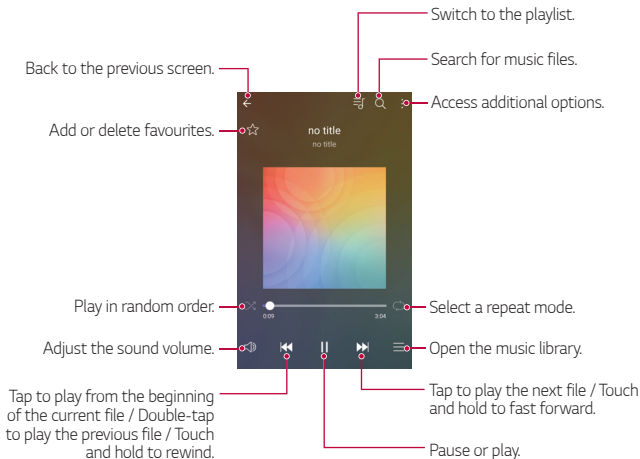 Switch to the playlist.
Search for music files.
Back to the previous screen.
Access additional options.
Add or delete favourites.
no title
no title
Play in random order.
0:09
3:04
Select a repeat mode.
Adjust the sound volume.
Open the music library.
Tap to play from the beginning
of the current file / Double-tap
to play the previous file / Touch
and hold to rewind.
Tap to play the next file / Touch
and hold to fast forward.
Pause or play.